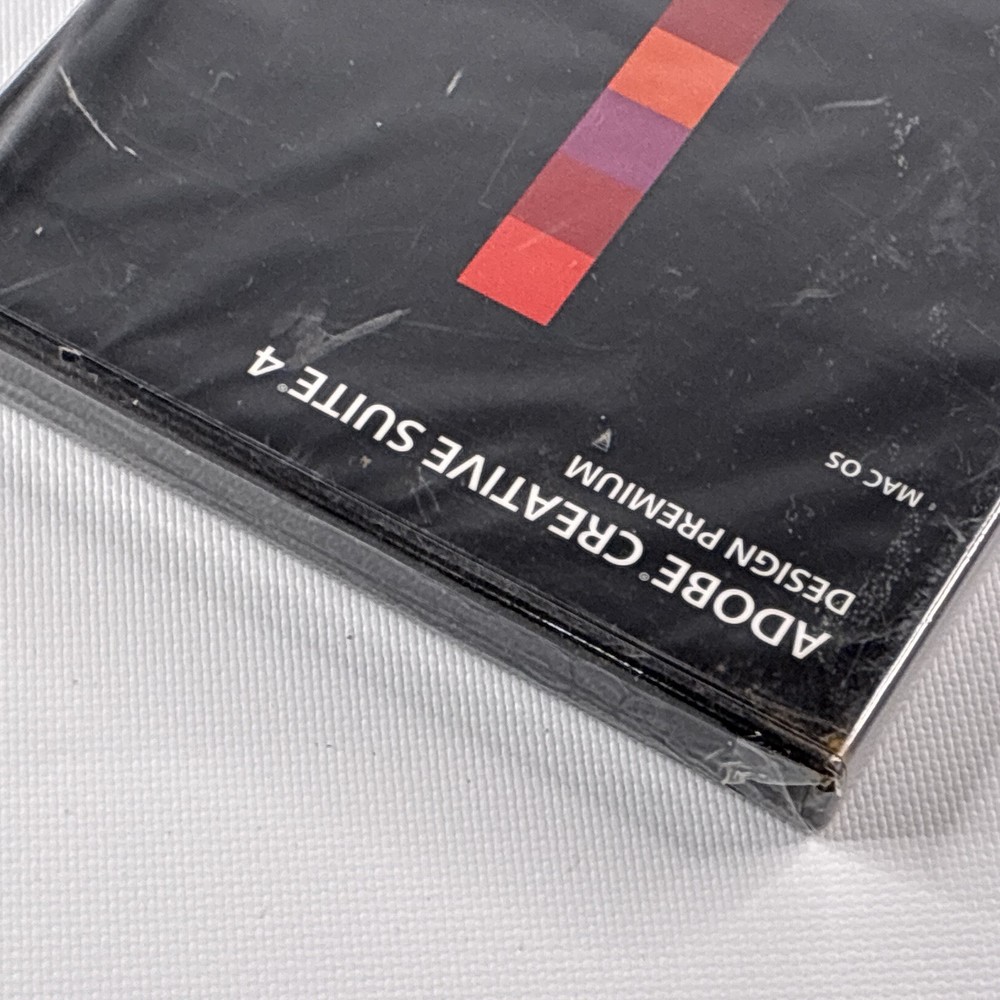 ADOBE® CREATIVE SUITE® 4
DESIGN PREMIUM
MAC OS